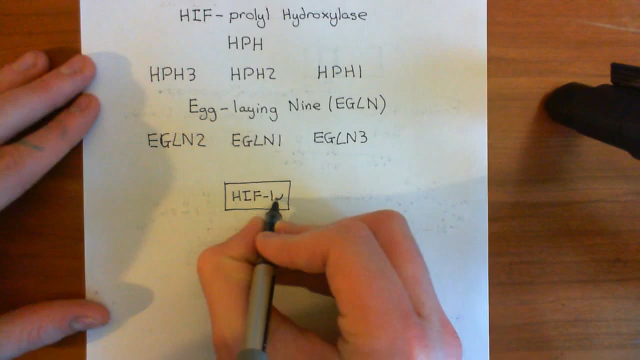 HIF-prolyl Hydroxylase
HPH
HPH3 HPH2 HPH1
Egg-laying Nine (EGLN)
EGLN2 EGLN1 EGLN3
HIF-1